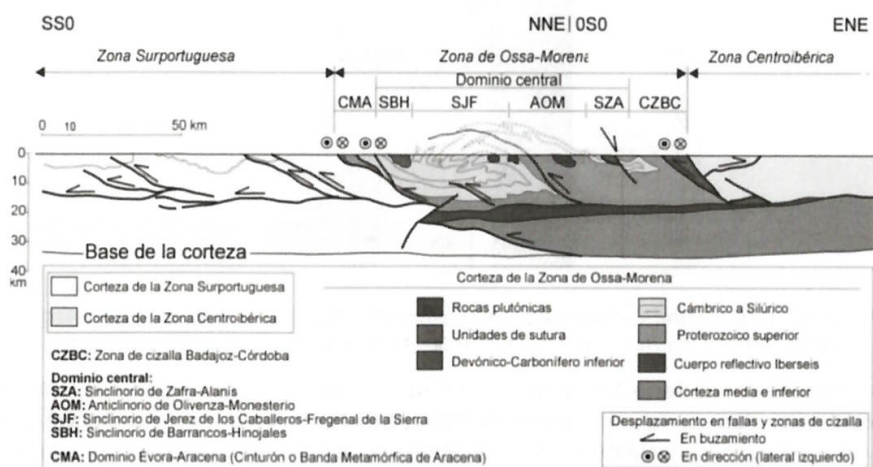 SSO NNE|OSO ENE
Zona Surportuguesa Zona de Ossa-Morena Zona Centroibérica
Dominio central
CMA SBH SJF AOM SZA CZBC
0 10 50 km
0 0
10 10
20 20
30 30
40
km
Base de la corteza
Corteza de la Zona Surportuguesa
Corteza de la Zona Centroibérica
CZBC: Zona de cizalla Badajoz-Córdoba
Dominio central:
SZA: Sinclinorio de Zafra-Alanís
AOM: Anticlinorio de Olivenza-Monesterio
SJF: Sinclinorio de Jerez de los Caballeros-Fregenal de la Sierra
SBH: Sinclinorio de Barrancos-Hinojales
CMA: Dominio Évora-Aracena (Cinturón o Banda Metamórfica de Aracena)
Corteza de la Zona de Ossa-Morena
Rocas plutónicas
Unidades de sutura
Devónico-Carbonífero inferior
Cámbrico a Silúrico
Proterozoico superior
Cuerpo reflectivo Iberseis
Corteza media e inferior
Desplazamiento en fallas y zonas de cizalla
En buzamiento
En dirección (lateral izquierdo)